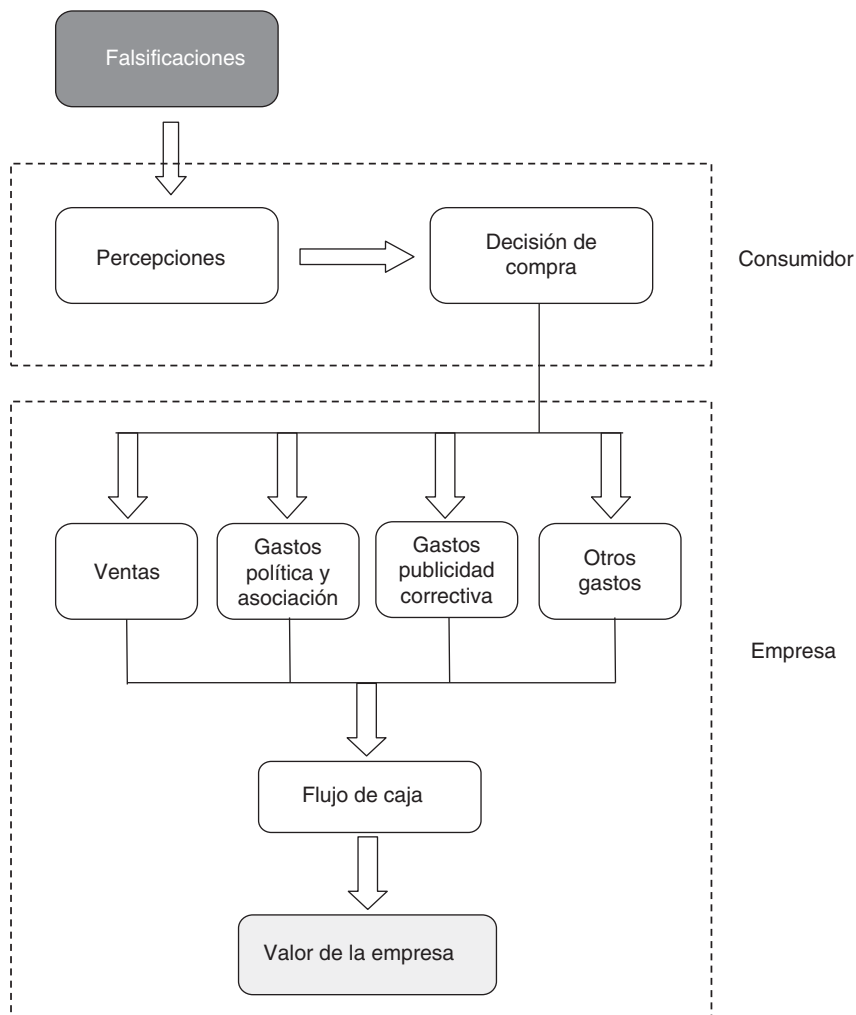 Falsificaciones
Percepciones
Decisión de
compra
Consumidor
Ventas
Gastos
política y
asociación
Gastos
publicidad
correctiva
Otros
gastos
Empresa
Flujo de caja
Valor de la empresa